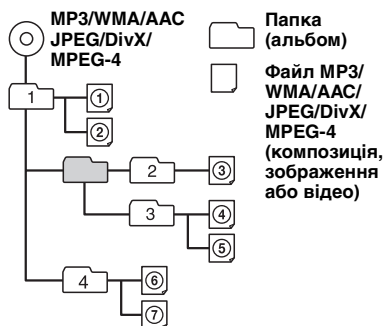 MP3/WMA/AAC
JPEG/DivX/
MPEG-4
Папка
(альбом)
Файл MP3/
WMA/AAC/
JPEG/DivX/
MPEG-4
(композиція,
зображення
або відео)
1
①
②
2
③
3
④
⑤
4
⑥
⑦